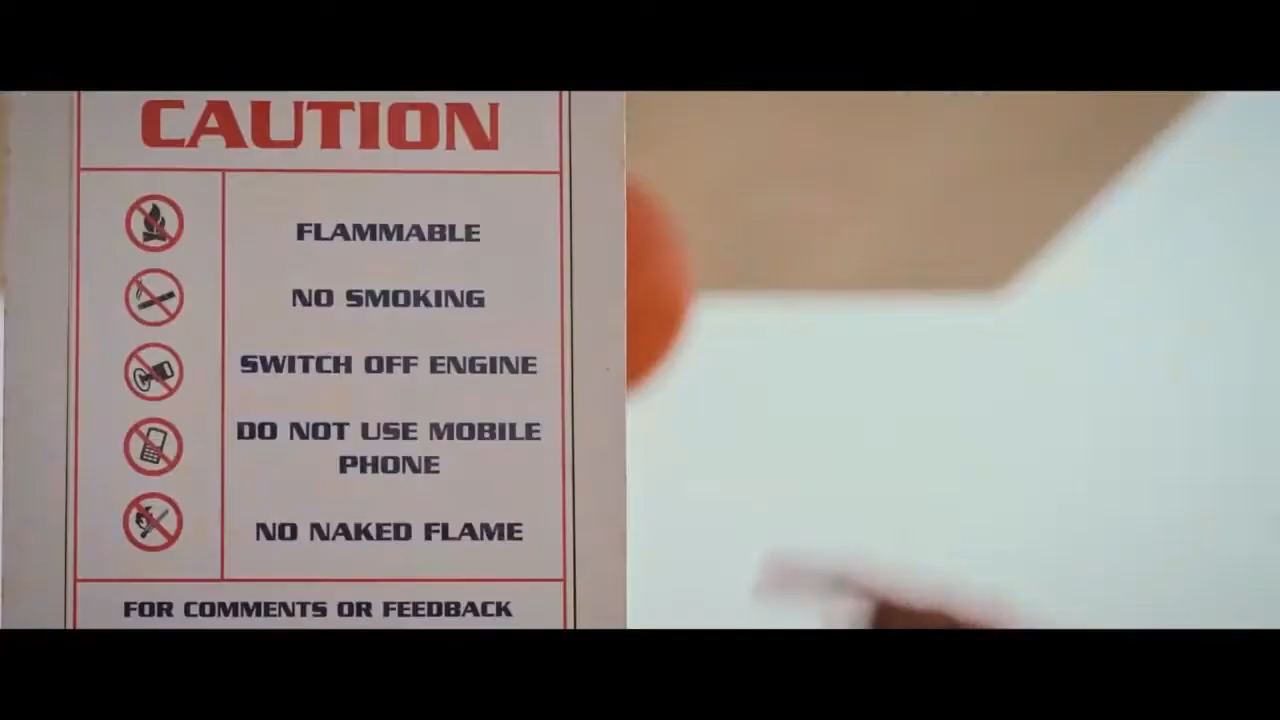 CAUTION
FLAMMABLE
NO SMOKING
SWITCH OFF ENGINE
DO NOT USE MOBILE
PHONE
NO NAKED FLAME
FOR COMMENTS OR FEEDBACK